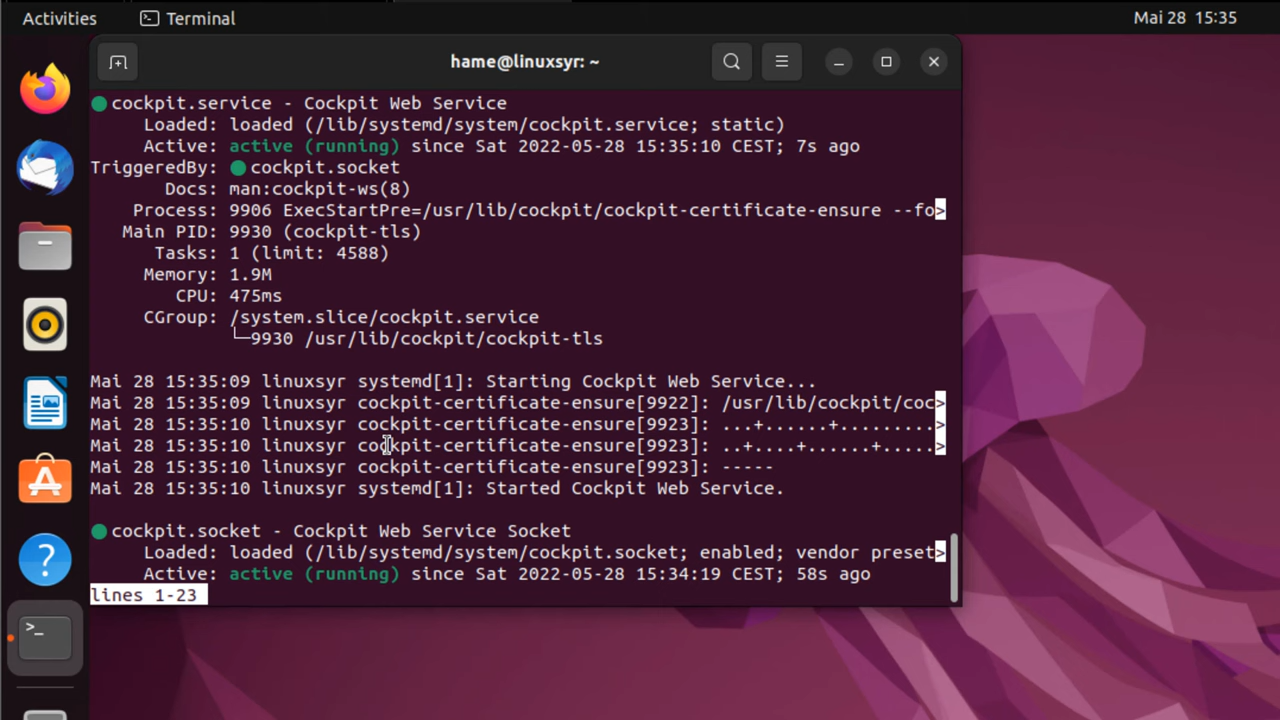 Activities Terminal Mai 28 15:35
hame@linuxsyr: ~
cockpit.service - Cockpit Web Service
Loaded: loaded (/lib/systemd/system/cockpit.service; static)
Active: active (running) since Sat 2022-05-28 15:35:10 CEST; 7s ago
TriggeredBy: cockpit.socket
Docs: man:cockpit-ws(8)
Process: 9906 ExecStartPre=/usr/lib/cockpit/cockpit-certificate-ensure --fo>
Main PID: 9930 (cockpit-tls)
Tasks: 1 (limit: 4588)
Memory: 1.9M
CPU: 475ms
CGroup: /system.slice/cockpit.service
└─9930 /usr/lib/cockpit/cockpit-tls
Mai 28 15:35:09 linuxsyr systemd[1]: Starting Cockpit Web Service...
Mai 28 15:35:09 linuxsyr cockpit-certificate-ensure[9922]: /usr/lib/cockpit/coc>
Mai 28 15:35:10 linuxsyr cockpit-certificate-ensure[9923]: ...+......+.........>
Mai 28 15:35:10 linuxsyr cockpit-certificate-ensure[9923]: ..+....+......+.....>
Mai 28 15:35:10 linuxsyr cockpit-certificate-ensure[9923]: -----
Mai 28 15:35:10 linuxsyr systemd[1]: Started Cockpit Web Service.
cockpit.socket - Cockpit Web Service Socket
Loaded: loaded (/lib/systemd/system/cockpit.socket; enabled; vendor preset>
Active: active (running) since Sat 2022-05-28 15:34:19 CEST; 58s ago
lines 1-23